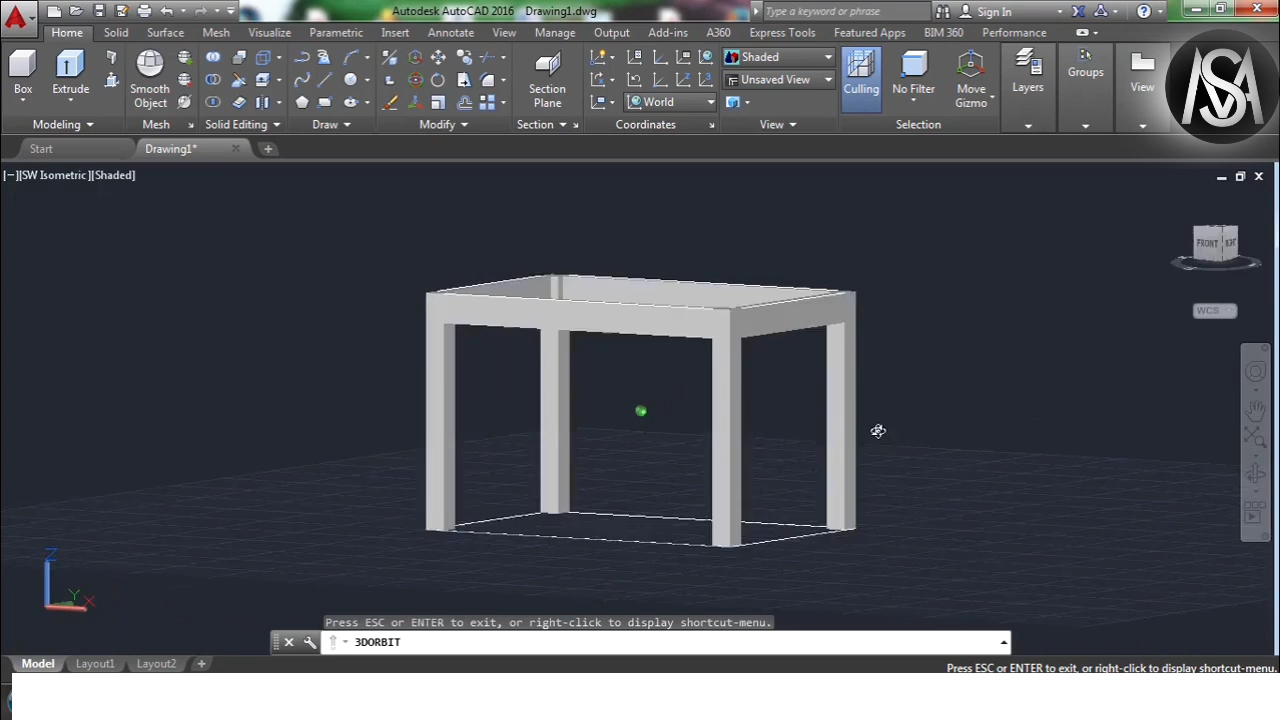 Autodesk AutoCAD 2016 Drawing1.dwg
Type a keyword or phrase
Sign In
Home Solid Surface Mesh Visualize Parametric Insert Annotate View Manage Output Add-ins A360 Express Tools Featured Apps BIM 360 Performance
Box
Extrude
Smooth
Object
Section
Plane
Shaded
Unsaved View
World
Culling
No Filter
Move
Gizmo
Layers
Groups
View
Modeling
Mesh
Solid Editing
Draw
Modify
Section
Coordinates
View
Selection
Start
Drawing1*
[−][SW Isometric][Shaded]
FRONT
WCS
Z
Y
X
Press ESC or ENTER to exit, or right-click to display shortcut-menu.
3DORBIT
Model Layout1 Layout2
Press ESC or ENTER to exit, or right-click to display shortcut-menu.